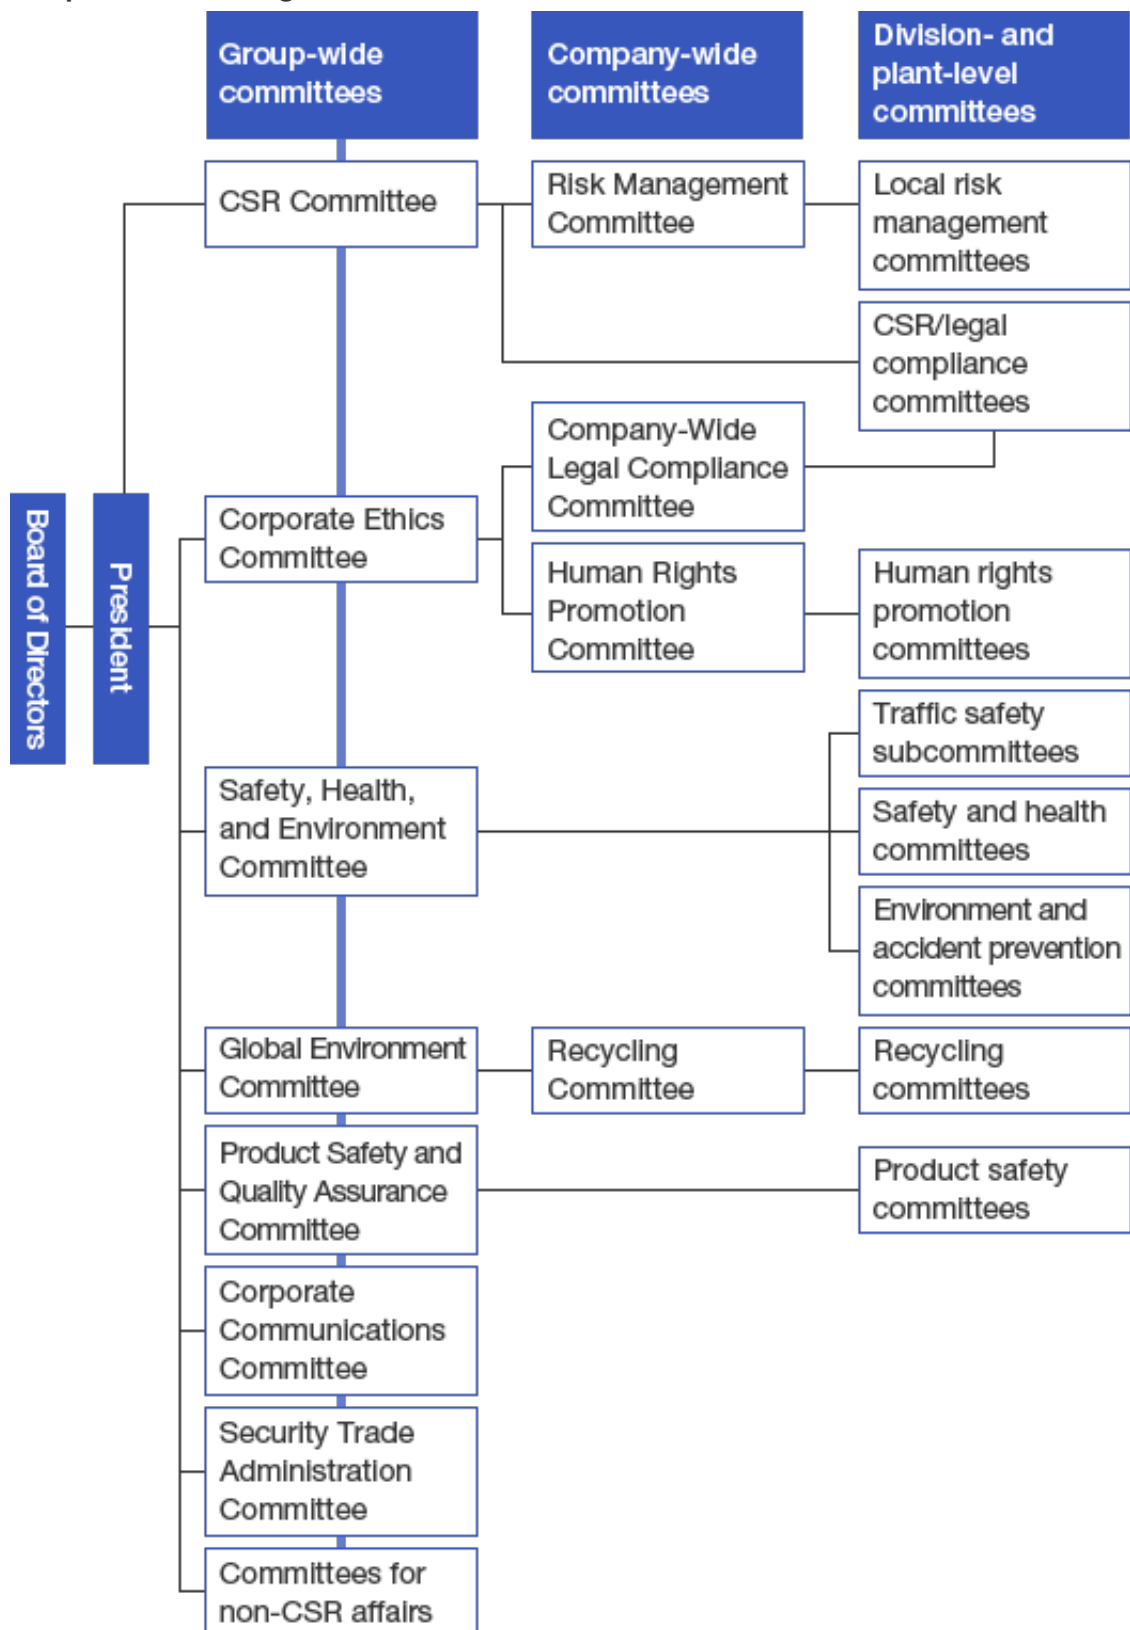 Group-wide
committees
Company-wide
committees
Division- and
plant-level
committees
CSR Committee
Risk Management
Committee
Local risk
management
committees
CSR/legal
compliance
committees
Company-Wide
Legal Compliance
Committee
Board of Directors
President
Corporate Ethics
Committee
Human Rights
Promotion
Committee
Human rights
promotion
committees
Traffic safety
subcommittees
Safety, Health,
and Environment
Committee
Safety and health
committees
Environment and
accident prevention
committees
Global Environment
Committee
Recycling
Committee
Recycling
committees
Product Safety and
Quality Assurance
Committee
Product safety
committees
Corporate
Communications
Committee
Security Trade
Administration
Committee
Committees for
non-CSR affairs